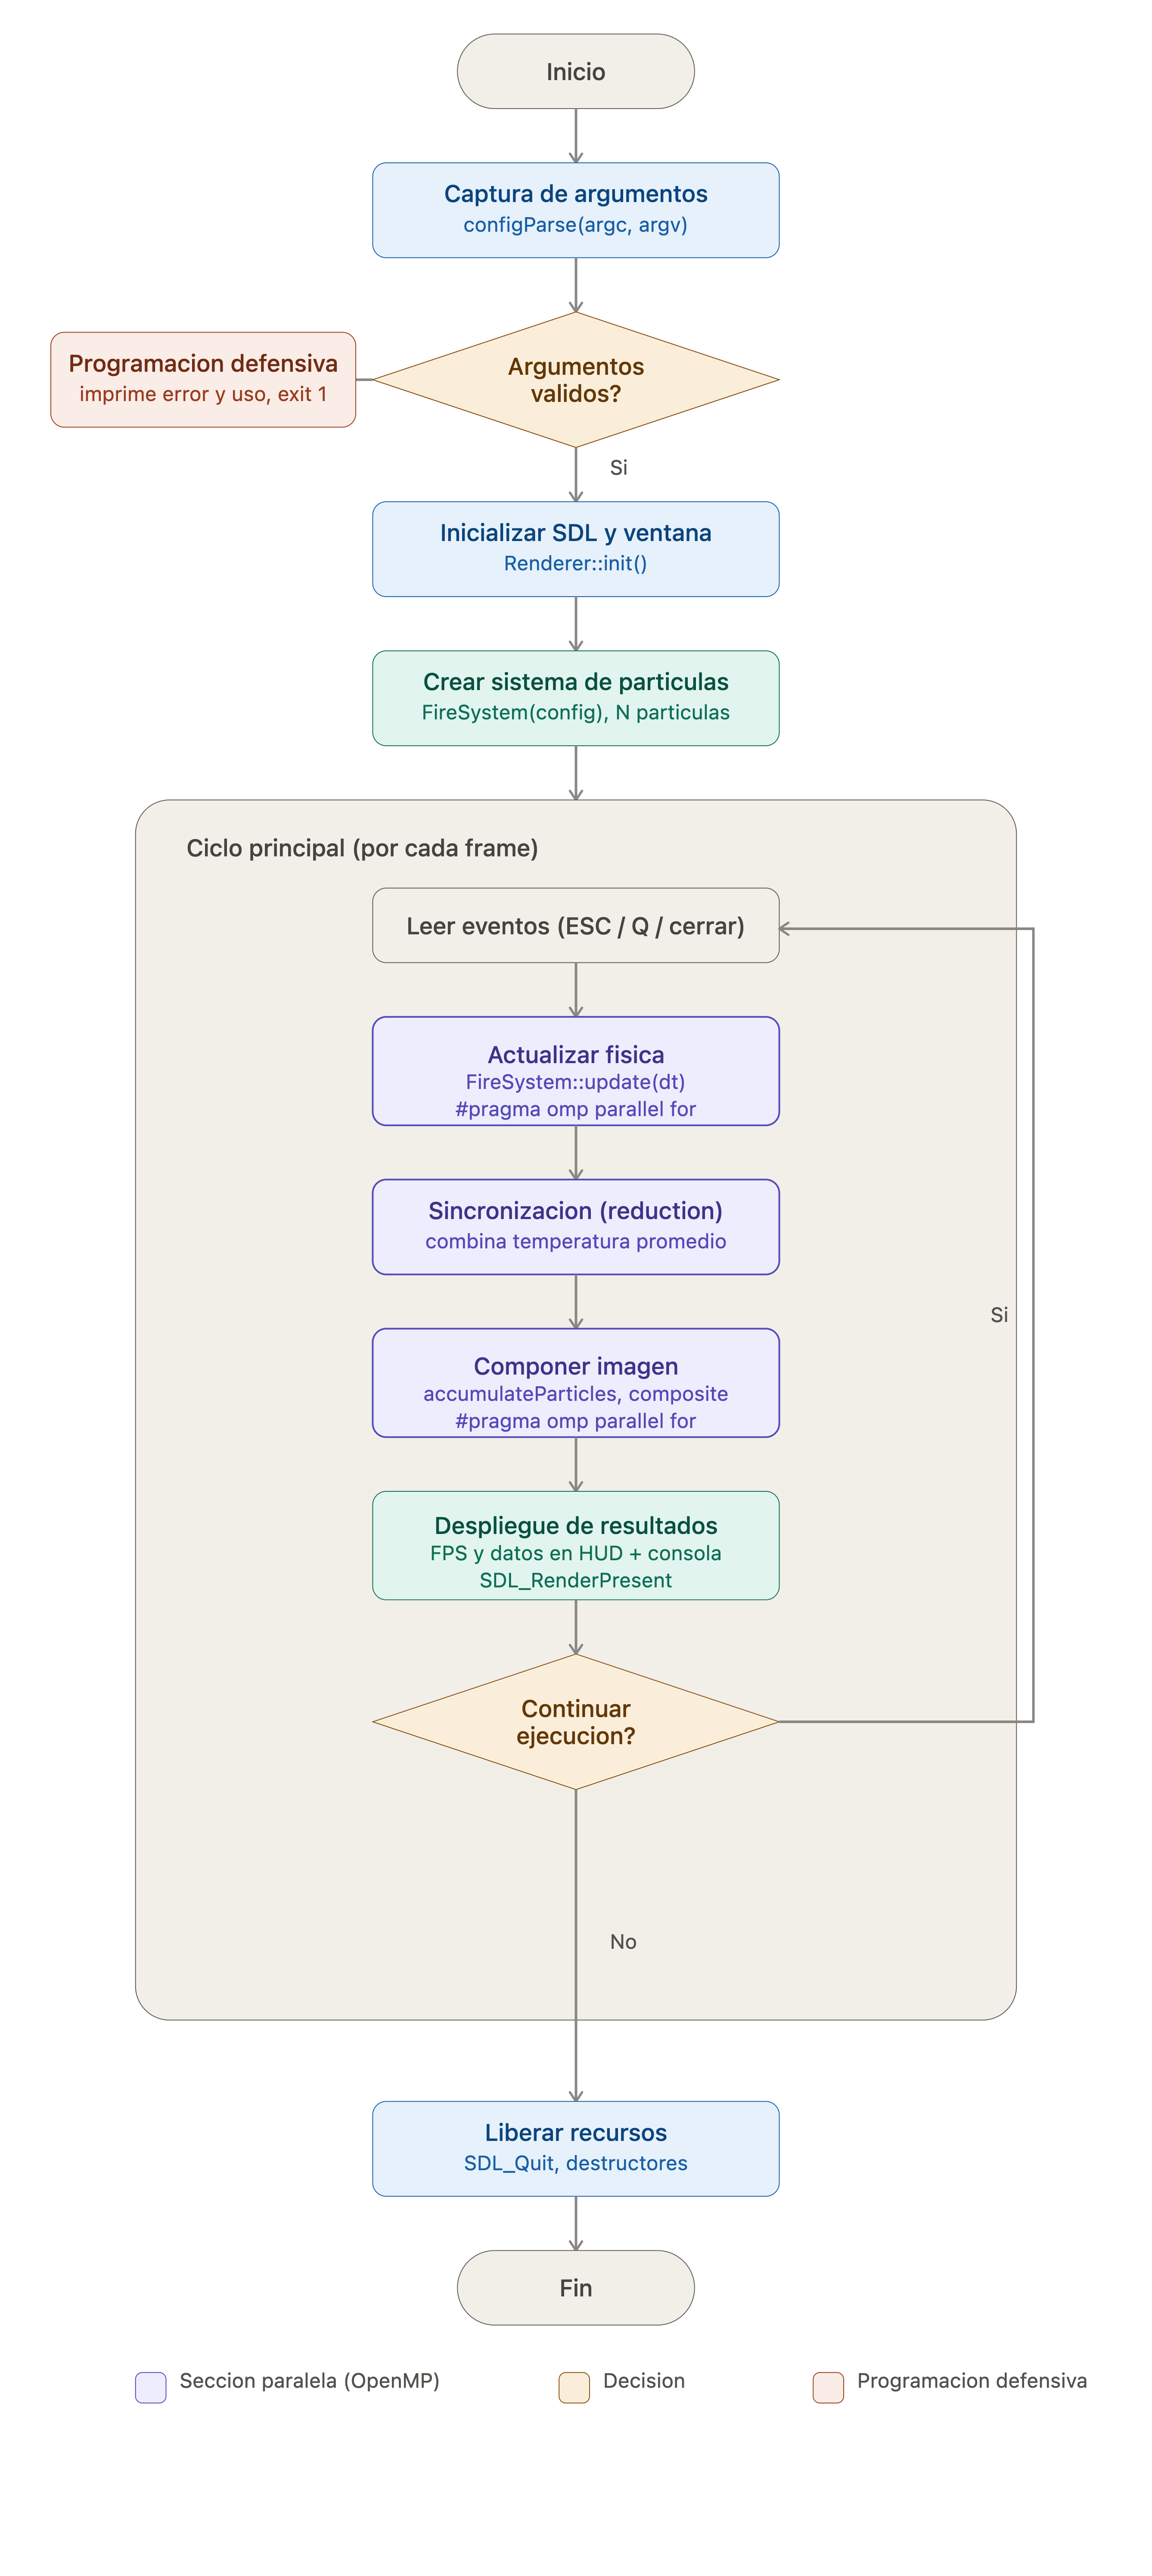 Inicio
Captura de argumentos
configParse(argc, argv)
Programacion defensiva
imprime error y uso, exit 1
Argumentos
validos?
Si
Inicializar SDL y ventana
Renderer::init()
Crear sistema de particulas
FireSystem(config), N particulas
Ciclo principal (por cada frame)
Leer eventos (ESC / Q / cerrar)
Actualizar fisica
FireSystem::update(dt)
#pragma omp parallel for
Sincronizacion (reduction)
combina temperatura promedio
Si
Componer imagen
accumulateParticles, composite
#pragma omp parallel for
Despliegue de resultados
FPS y datos en HUD + consola
SDL_RenderPresent
Continuar
ejecucion?
No
Liberar recursos
SDL_Quit, destructores
Fin
Seccion paralela (OpenMP)
Decision
Programacion defensiva